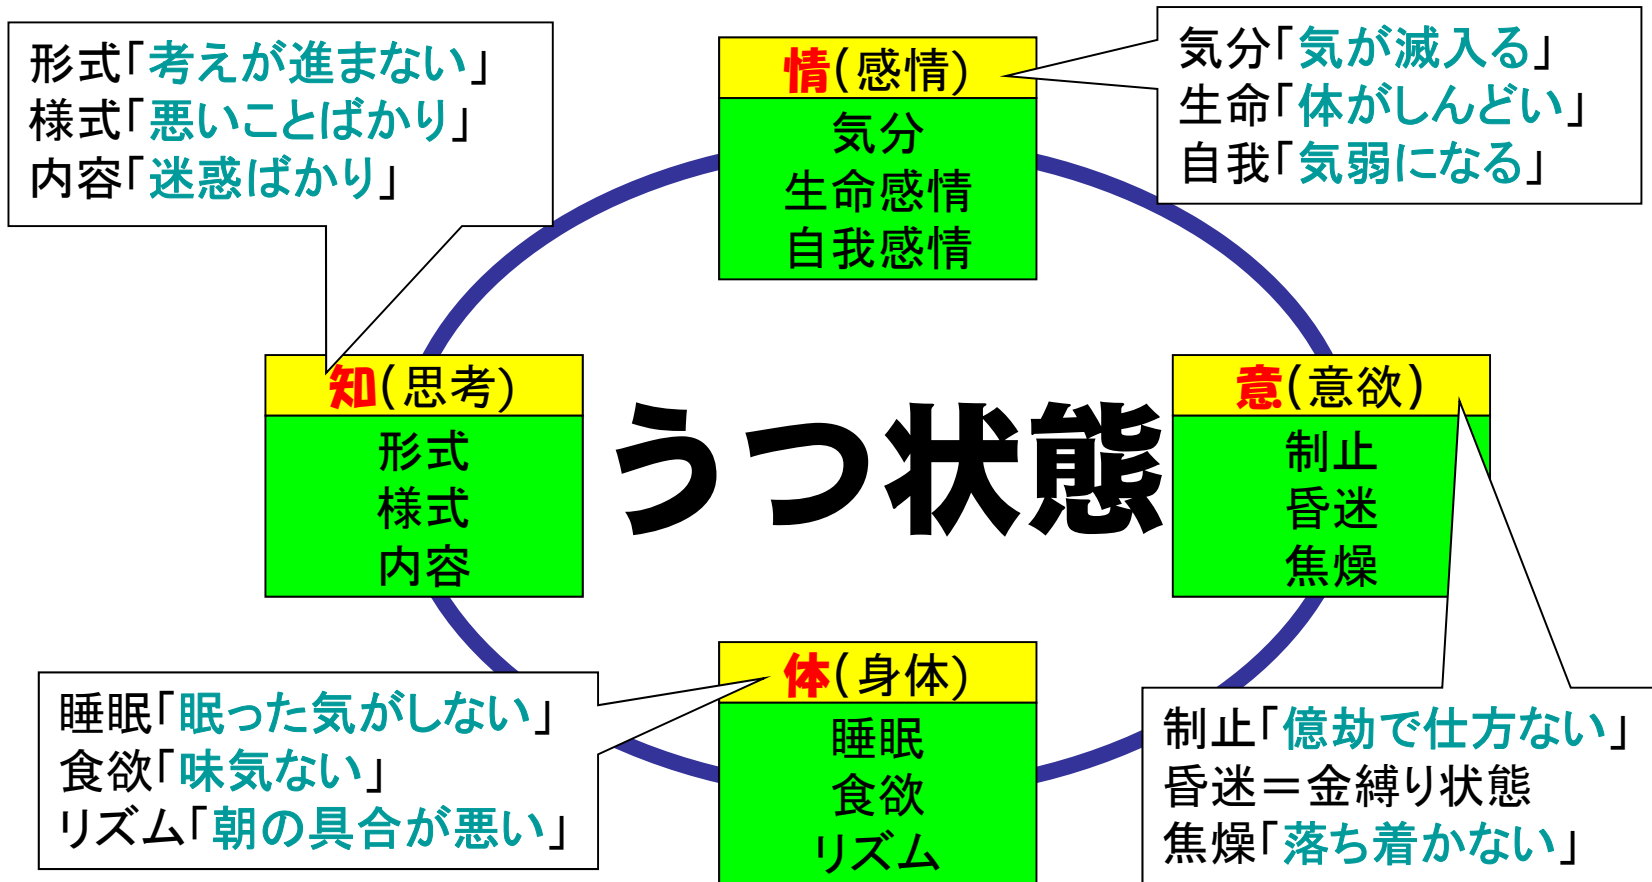 形式「考えが進まない」
様式「悪いことばかり」
内容「迷惑ばかり」
情(感情)
気分
生命感情
自我感情
気分「気が滅入る」
生命「体がしんどい」
自我「気弱になる」
知(思考)
形式
様式
内容
うつ状態
意(意欲)
制止
昏迷
焦燥
体(身体)
睡眠
食欲
リズム
睡眠「眠った気がしない」
食欲「味気ない」
リズム「朝の具合が悪い」
制止「億劫で仕方ない」
昏迷＝金縛り状態
焦燥「落ち着かない」